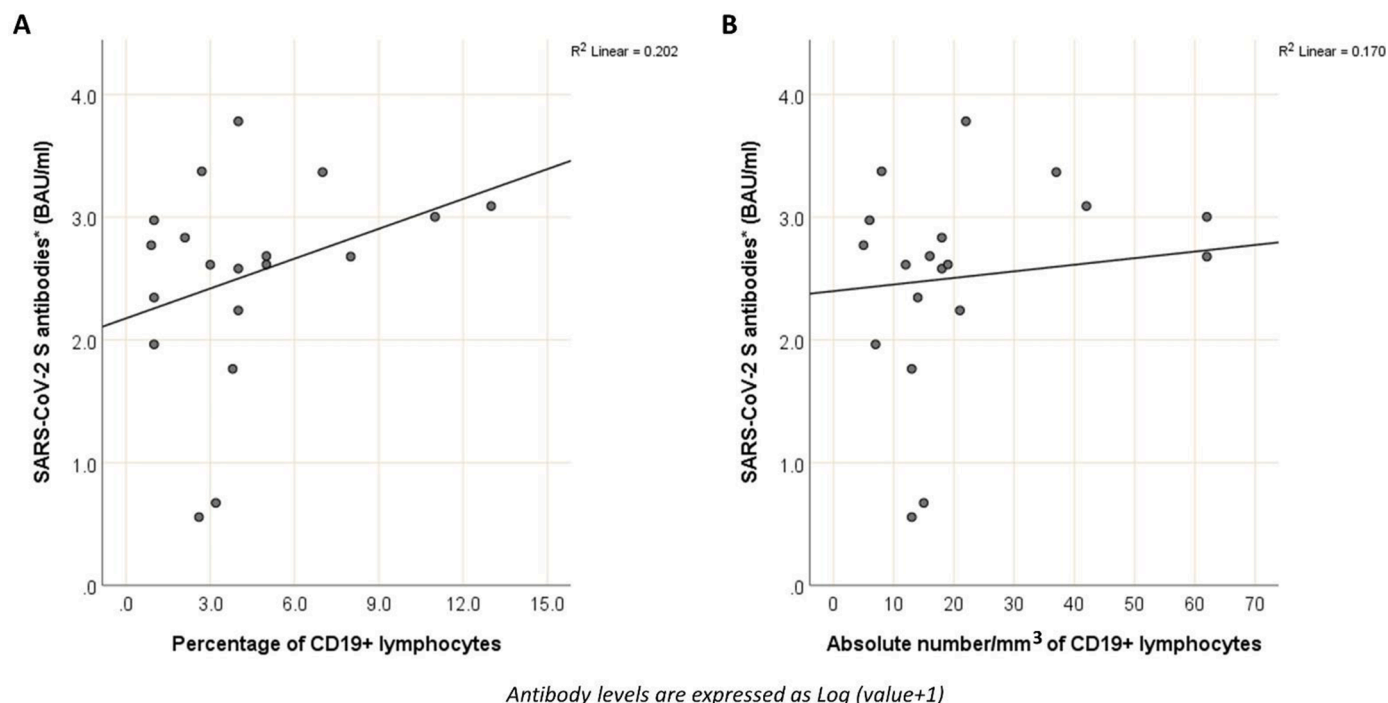 A
R2 Linear = 0.202
4.0
3.0
2.0
1.0
.0
SARS-CoV-2 S antibodies* (BAU/ml)
.0 3.0 6.0 9.0 12.0 15.0
Percentage of CD19+ lymphocytes
B
R2 Linear = 0.170
4.0
3.0
2.0
1.0
.0
SARS-CoV-2 S antibodies* (BAU/ml)
0 10 20 30 40 50 60 70
Absolute number/mm3 of CD19+ lymphocytes
Antibody levels are expressed as Log (value+1)